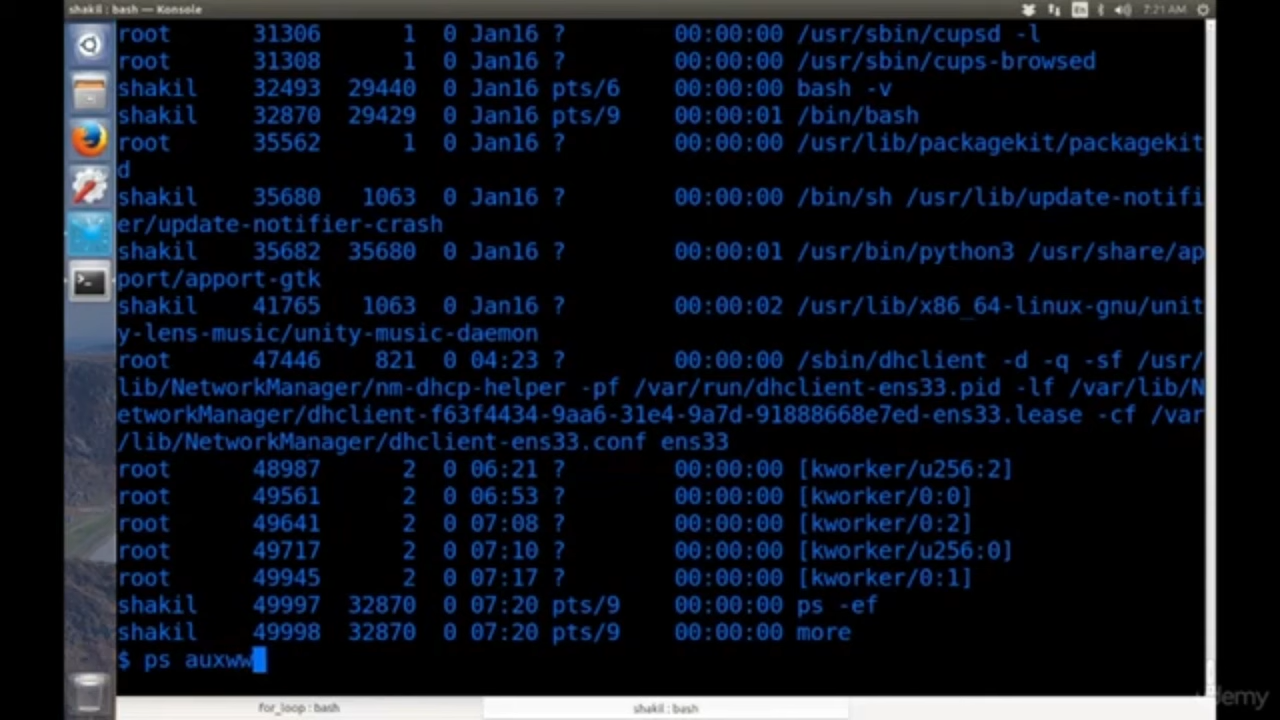 shakil : bash — Konsole
En
7:21 AM
root      31306      1  0 Jan16 ?        00:00:00 /usr/sbin/cupsd -l
root      31308      1  0 Jan16 ?        00:00:00 /usr/sbin/cups-browsed
shakil    32493  29440  0 Jan16 pts/6    00:00:00 bash -v
shakil    32870  29429  0 Jan16 pts/9    00:00:01 /bin/bash
root      35562      1  0 Jan16 ?        00:00:00 /usr/lib/packagekit/packagekit
d
shakil    35680   1063  0 Jan16 ?        00:00:00 /bin/sh /usr/lib/update-notifi
er/update-notifier-crash
shakil    35682  35680  0 Jan16 ?        00:00:01 /usr/bin/python3 /usr/share/ap
port/apport-gtk
shakil    41765   1063  0 Jan16 ?        00:00:02 /usr/lib/x86_64-linux-gnu/unit
y-lens-music/unity-music-daemon
root      47446    821  0 04:23 ?        00:00:00 /sbin/dhclient -d -q -sf /usr/
lib/NetworkManager/nm-dhcp-helper -pf /var/run/dhclient-ens33.pid -lf /var/lib/N
etworkManager/dhclient-f63f4434-9aa6-31e4-9a7d-91888668e7ed-ens33.lease -cf /var
/lib/NetworkManager/dhclient-ens33.conf ens33
root      48987      2  0 06:21 ?        00:00:00 [kworker/u256:2]
root      49561      2  0 06:53 ?        00:00:00 [kworker/0:0]
root      49641      2  0 07:08 ?        00:00:00 [kworker/0:2]
root      49717      2  0 07:10 ?        00:00:00 [kworker/u256:0]
root      49945      2  0 07:17 ?        00:00:00 [kworker/0:1]
shakil    49997  32870  0 07:20 pts/9    00:00:00 ps -ef
shakil    49998  32870  0 07:20 pts/9    00:00:00 more
$ ps auxww
for_loop : bash
shakil : bash
udemy